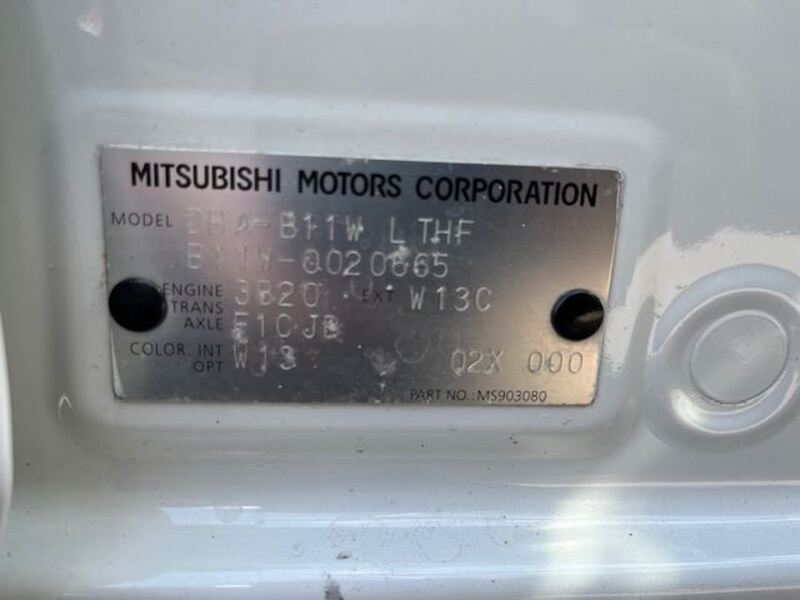 MITSUBISHI MOTORS CORPORATION
MODEL DBA-B11W LTHF
B11W-0020665
ENGINE 3B20 EXT W13C
TRANS
AXLE F1CJB
COLOR. INT W13 Q2X 000
OPT
PART NO.: MS903080